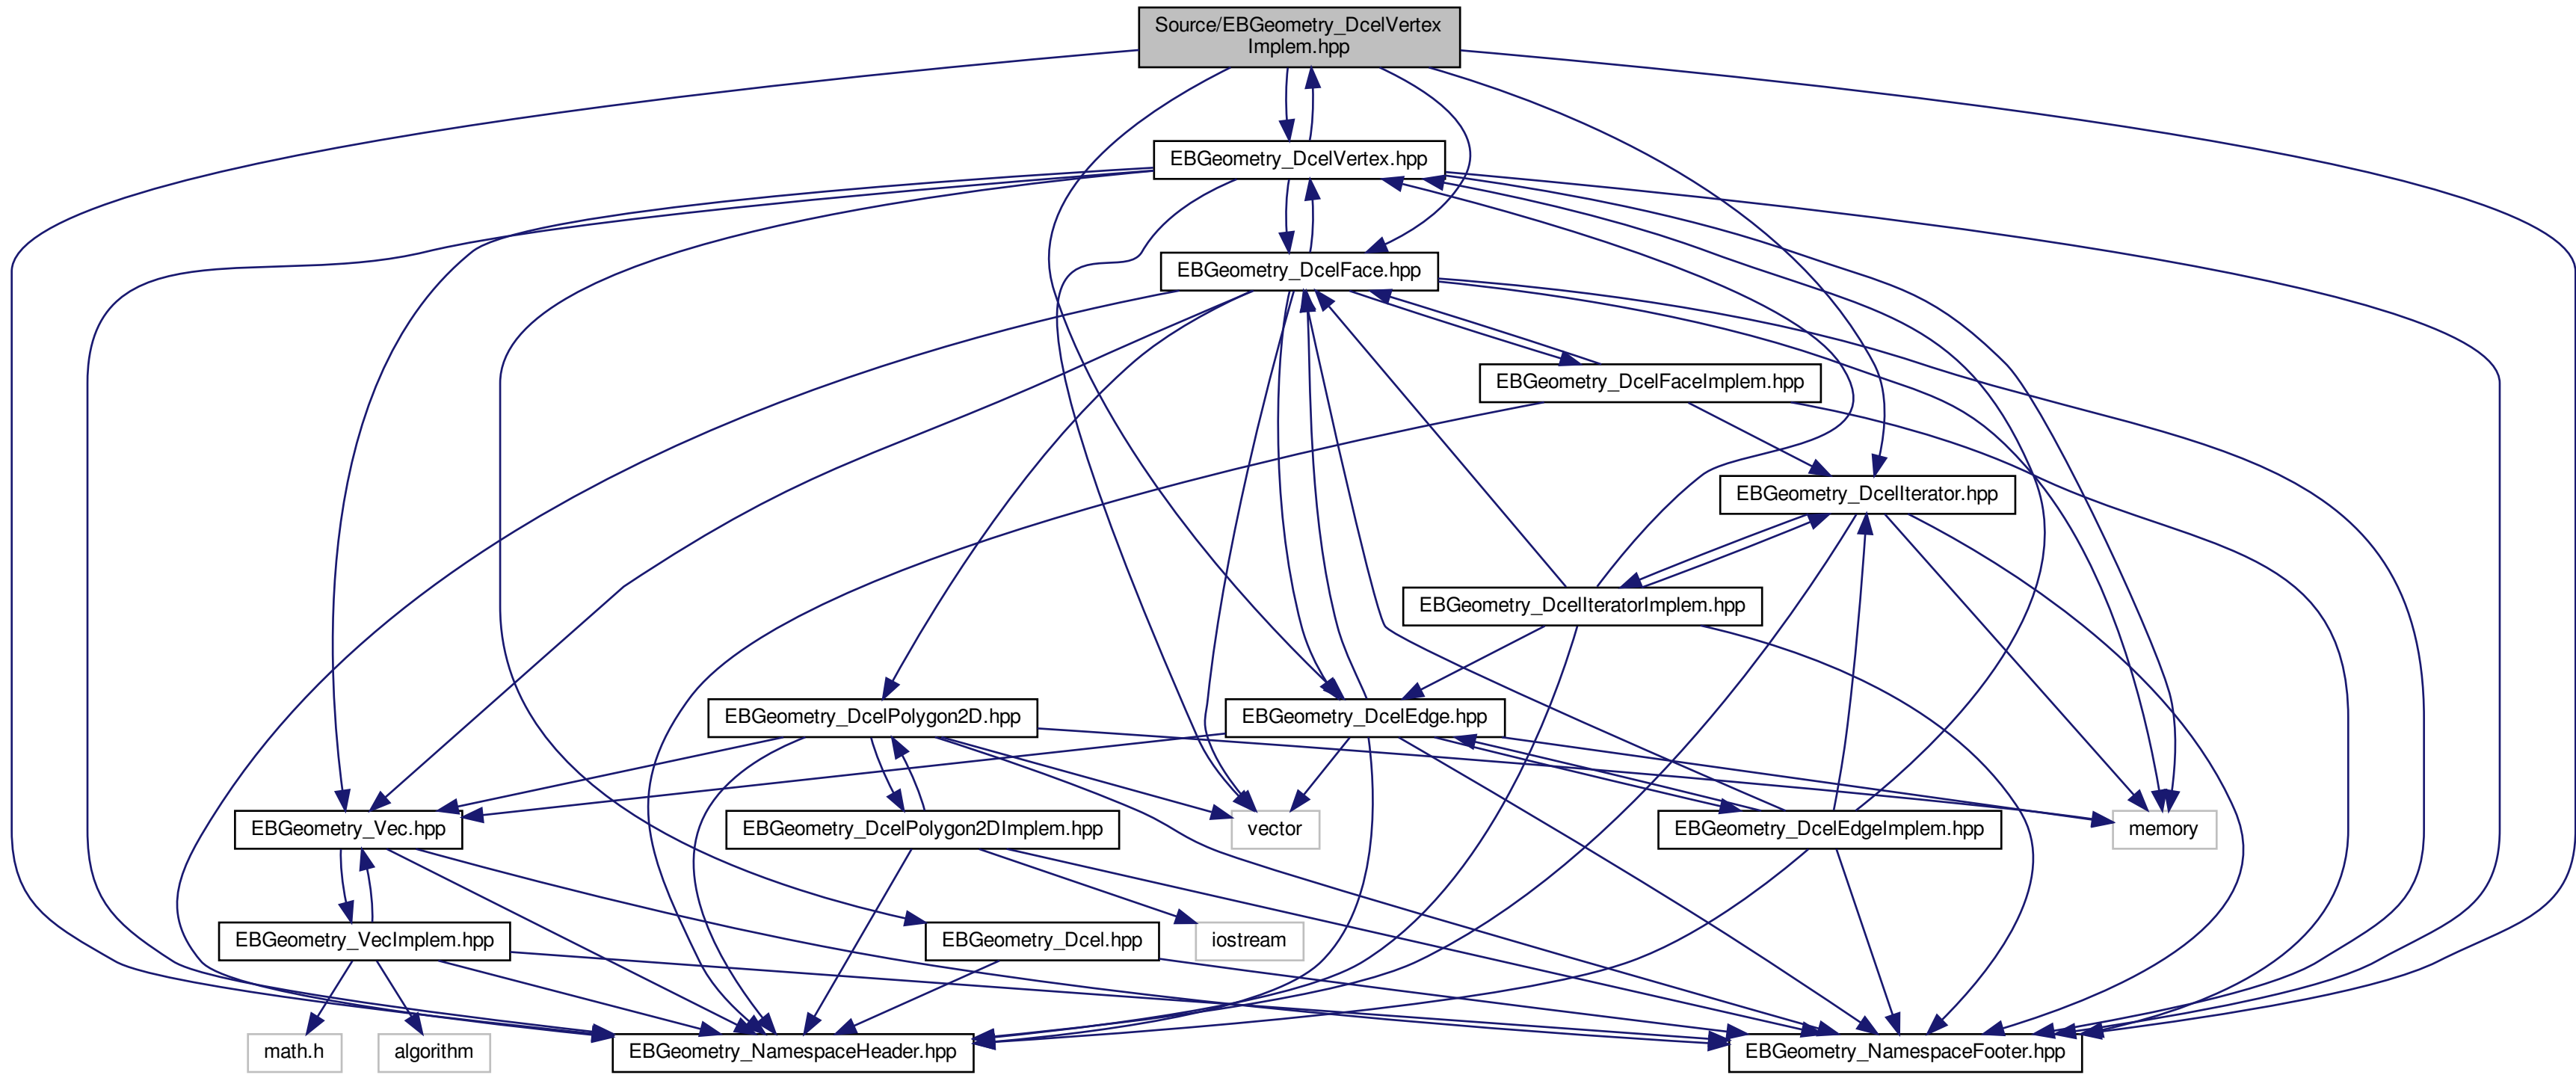 Source/EBGeometry_DcelVertex
Implem.hpp
EBGeometry_DcelVertex.hpp
EBGeometry_DcelFace.hpp
EBGeometry_DcelFaceImplem.hpp
EBGeometry_DcelIterator.hpp
EBGeometry_DcelIteratorImplem.hpp
EBGeometry_DcelPolygon2D.hpp
EBGeometry_DcelEdge.hpp
EBGeometry_Vec.hpp
EBGeometry_DcelPolygon2DImplem.hpp
vector
EBGeometry_DcelEdgeImplem.hpp
memory
EBGeometry_VecImplem.hpp
EBGeometry_Dcel.hpp
iostream
math.h
algorithm
EBGeometry_NamespaceHeader.hpp
EBGeometry_NamespaceFooter.hpp